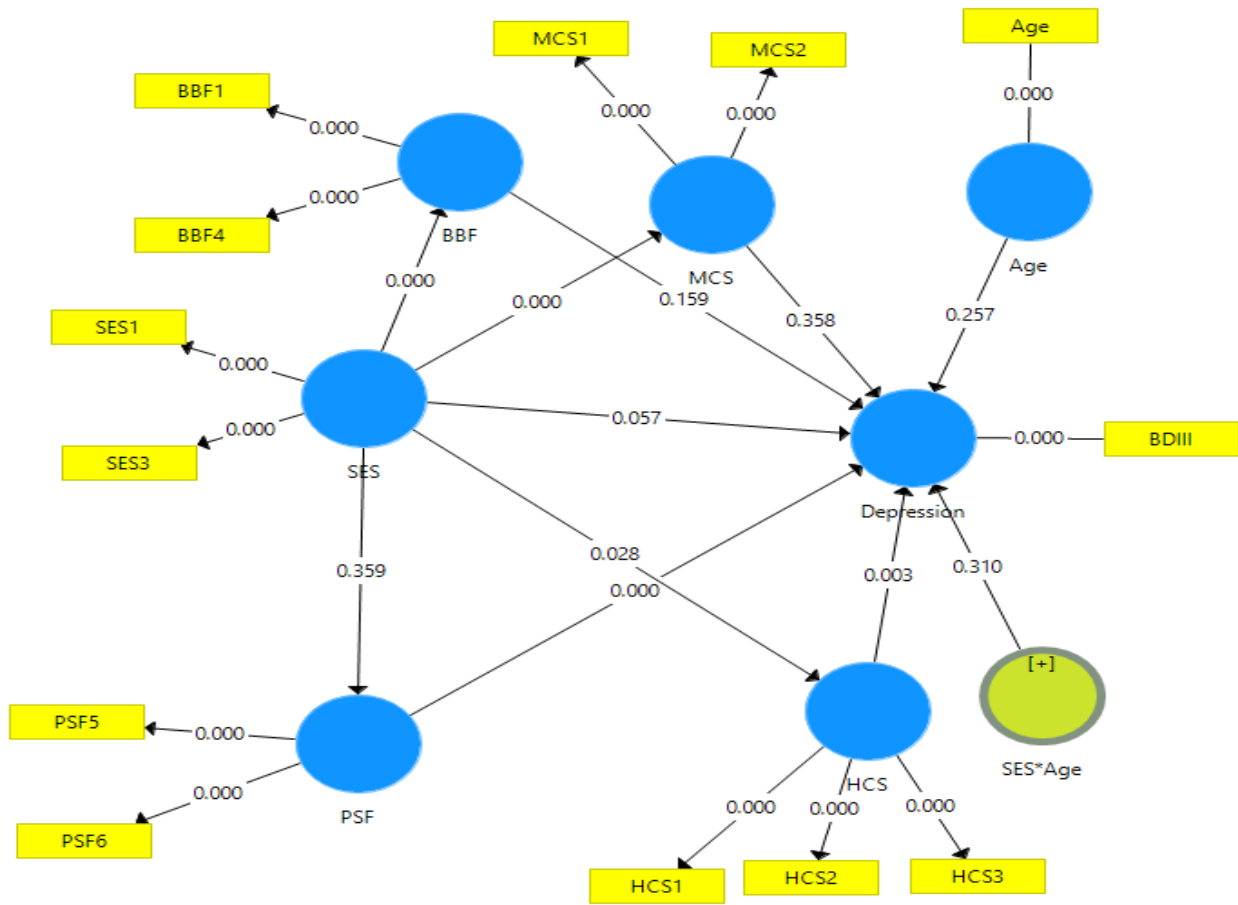 MCS1
MCS2
Age
BBF1
0.000
0.000
0.000
0.000
0.000
BBF4
BBF
MCS
Age
0.000
0.000
0.159
0.358
0.257
SES1
0.000
0.057
0.000
SES3
SES
0.000
BDIII
Depression
0.028
0.359
0.000
0.003
0.310
[+]
PSF5
0.000
SES*Age
0.000
HCS
PSF
PSF6
0.000
0.000
0.000
HCS1
HCS2
HCS3